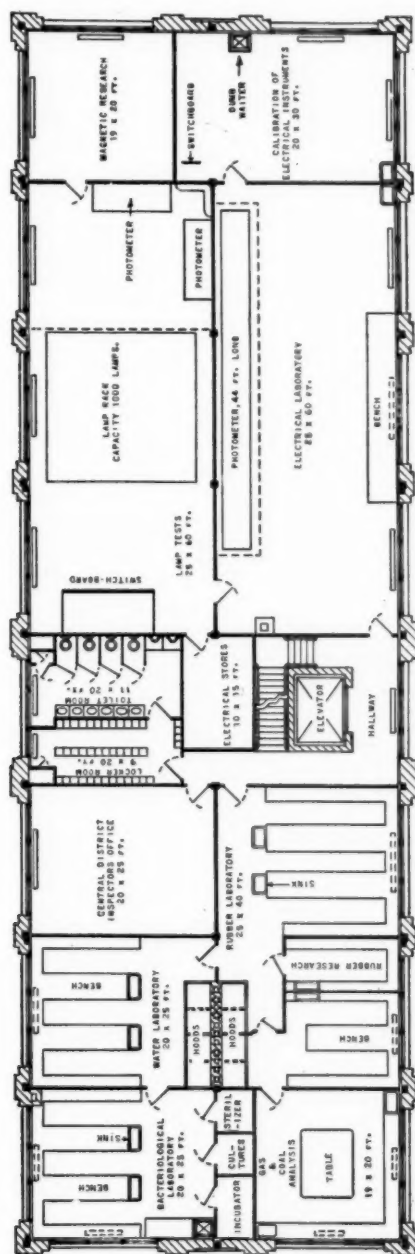 MAGNETIC RESEARCH
19 X 20 FT.
SWITCHBOARD
DUMB
WAITER
CALIBRATION OF
ELECTRICAL INSTRUMENTS
20 X 30 FT.
PHOTOMETER
PHOTOMETER
LAMP RACK
CAPACITY 1000 LAMPS.
PHOTOMETER, 44 FT. LONG
ELECTRICAL LABORATORY
25 X 60 FT.
BENCH
LAMP TESTS
25 X 60 FT.
SWITCH-BOARD
TOILET ROOM
11 X 20 FT.
ELECTRICAL STORES
10 X 15 FT.
ELEVATOR
HALLWAY
LOCKER ROOM
9 X 20 FT.
CENTRAL DISTRICT
INSPECTORS OFFICE
20 X 25 FT.
RUBBER LABORATORY
25 X 40 FT.
SINK
BENCH
WATER LABORATORY
20 X 25 FT.
HOODS
HOODS
RUBBER RESEARCH
BENCH
SINK
BENCH
BACTERIOLOGICAL
LABORATORY
20 X 25 FT.
STERIL-
IZER
CUL-
TURES
INCUBATOR
GAS
&
COAL
ANALYSIS
TABLE
19 X 20 FT.